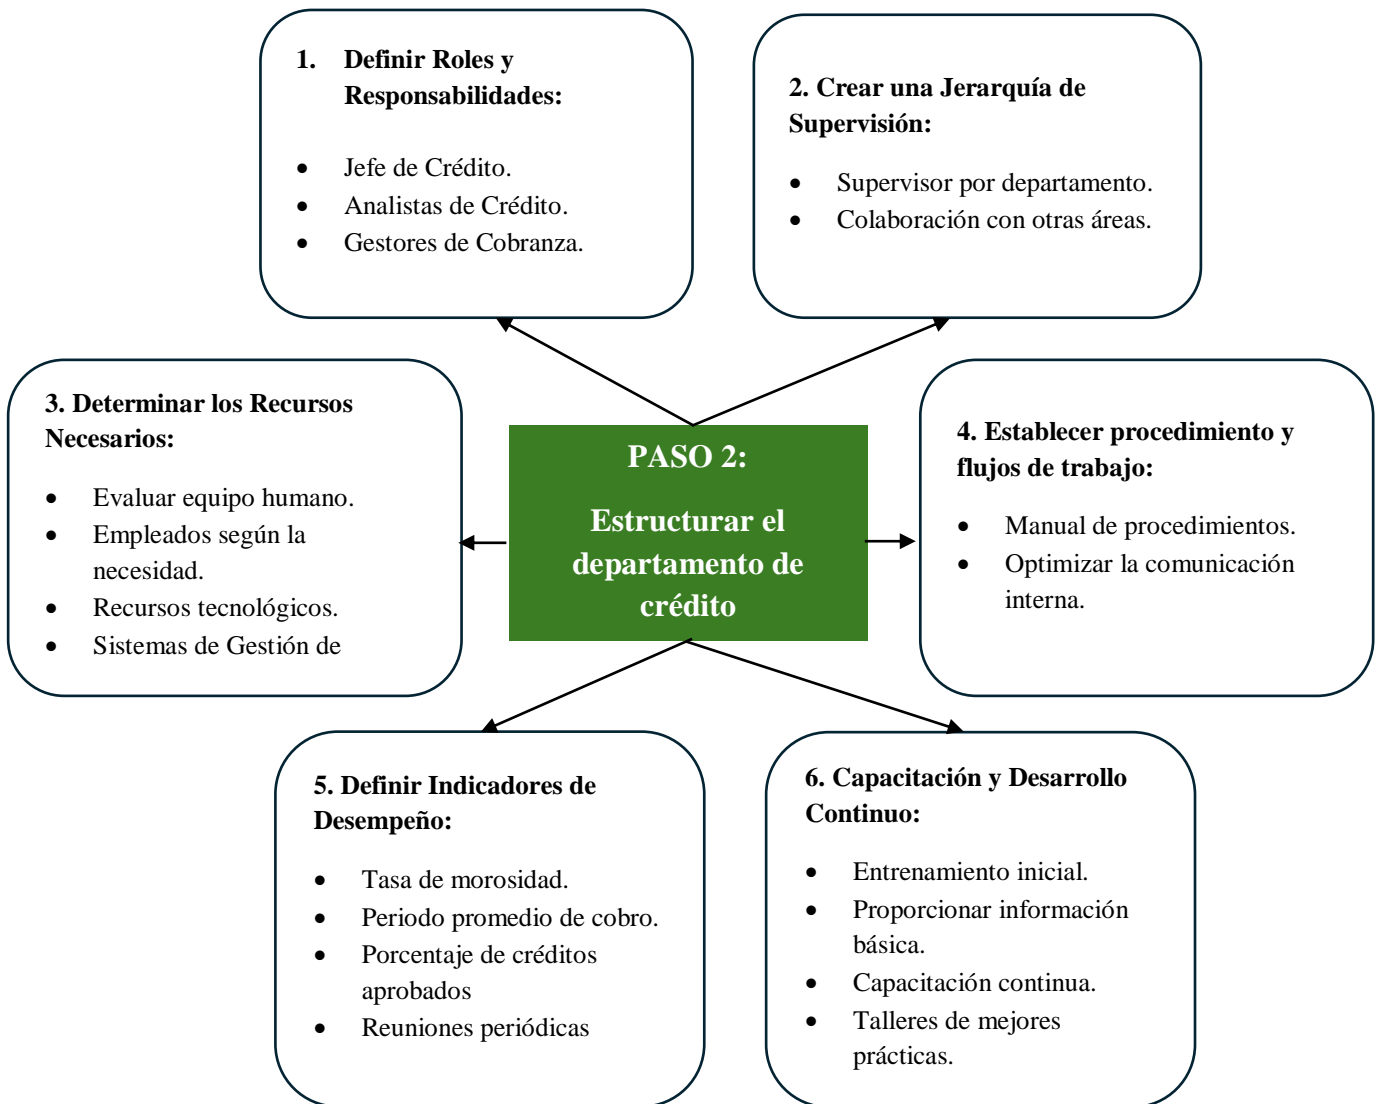 1. Definir Roles y
Responsabilidades:
• Jefe de Crédito.
• Analistas de Crédito.
• Gestores de Cobranza.
2. Crear una Jerarquía de
Supervisión:
• Supervisor por departamento.
• Colaboración con otras áreas.
3. Determinar los Recursos
Necesarios:
• Evaluar equipo humano.
• Empleados según la
necesidad.
• Recursos tecnológicos.
• Sistemas de Gestión de
PASO 2:
Estructurar el
departamento de
crédito
4. Establecer procedimiento y
flujos de trabajo:
• Manual de procedimientos.
• Optimizar la comunicación
interna.
5. Definir Indicadores de
Desempeño:
• Tasa de morosidad.
• Periodo promedio de cobro.
• Porcentaje de créditos
aprobados
• Reuniones periódicas
6. Capacitación y Desarrollo
Continuo:
• Entrenamiento inicial.
• Proporcionar información
básica.
• Capacitación continua.
• Talleres de mejores
prácticas.